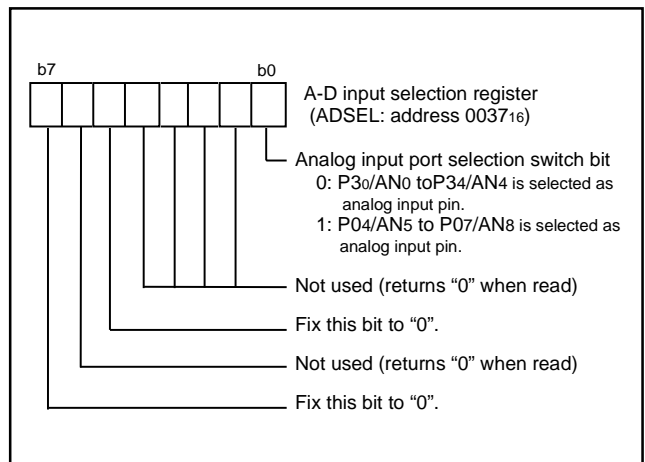 b7 b0
A-D input selection register
(ADSEL: address 003716)
Analog input port selection switch bit
0: P30/AN0 toP34/AN4 is selected as
analog input pin.
1: P04/AN5 to P07/AN8 is selected as
analog input pin.
Not used (returns “0” when read)
Fix this bit to “0”.
Not used (returns “0” when read)
Fix this bit to “0”.